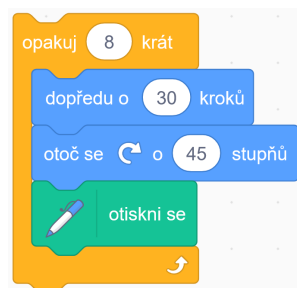 opakuj 8 krát
dopředu o 30 kroků
otoč se o 45 stupňů
otiskni se